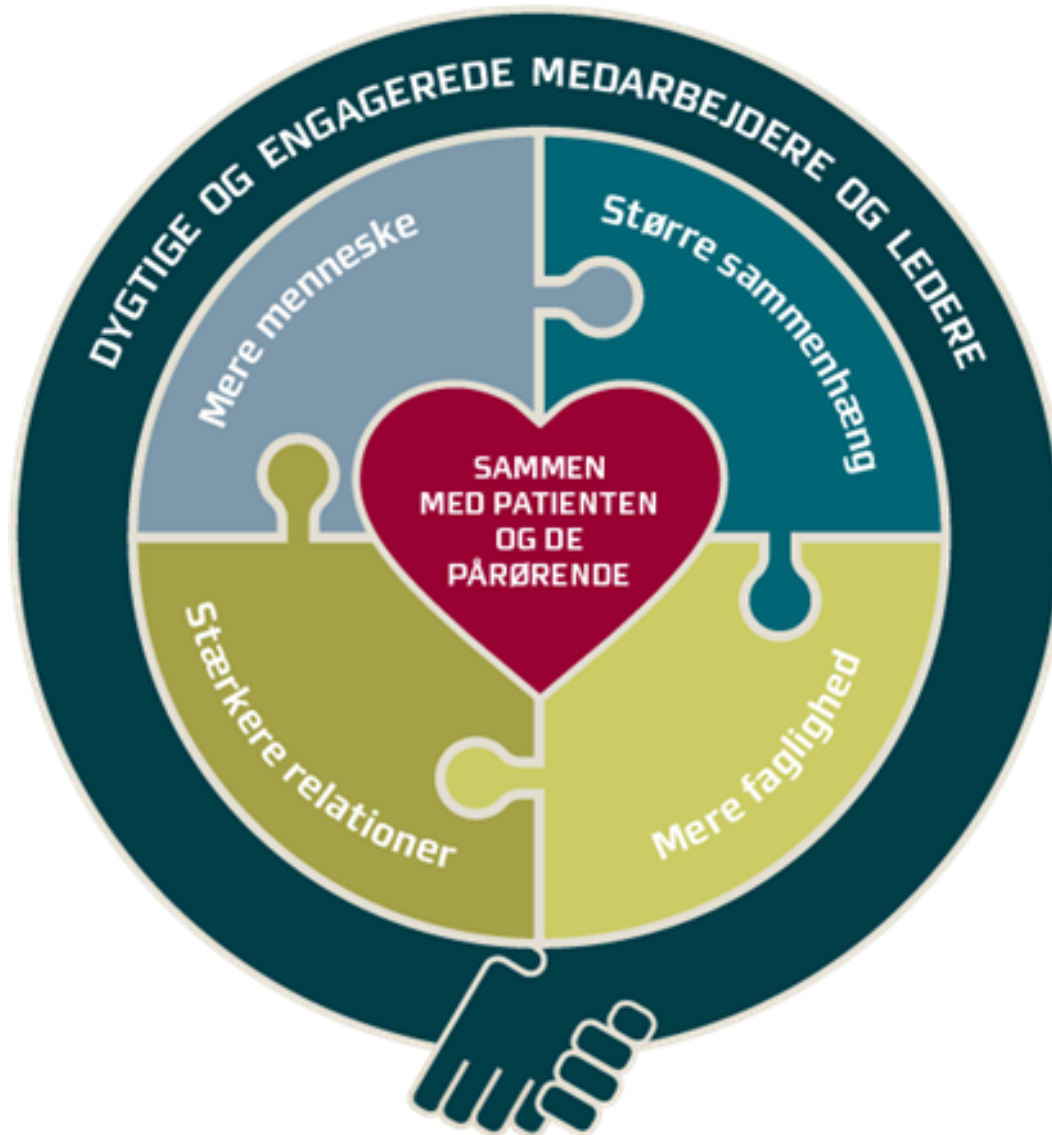 DYGTIGE OG ENGAGEREDE MEDARBEJDERE OG LEDERE
Mere menneske
Større sammenhæng
SAMMEN
MED PATIENTEN
OG DE
PÅRØRENDE
Stærkere relationer
Mere faglighed